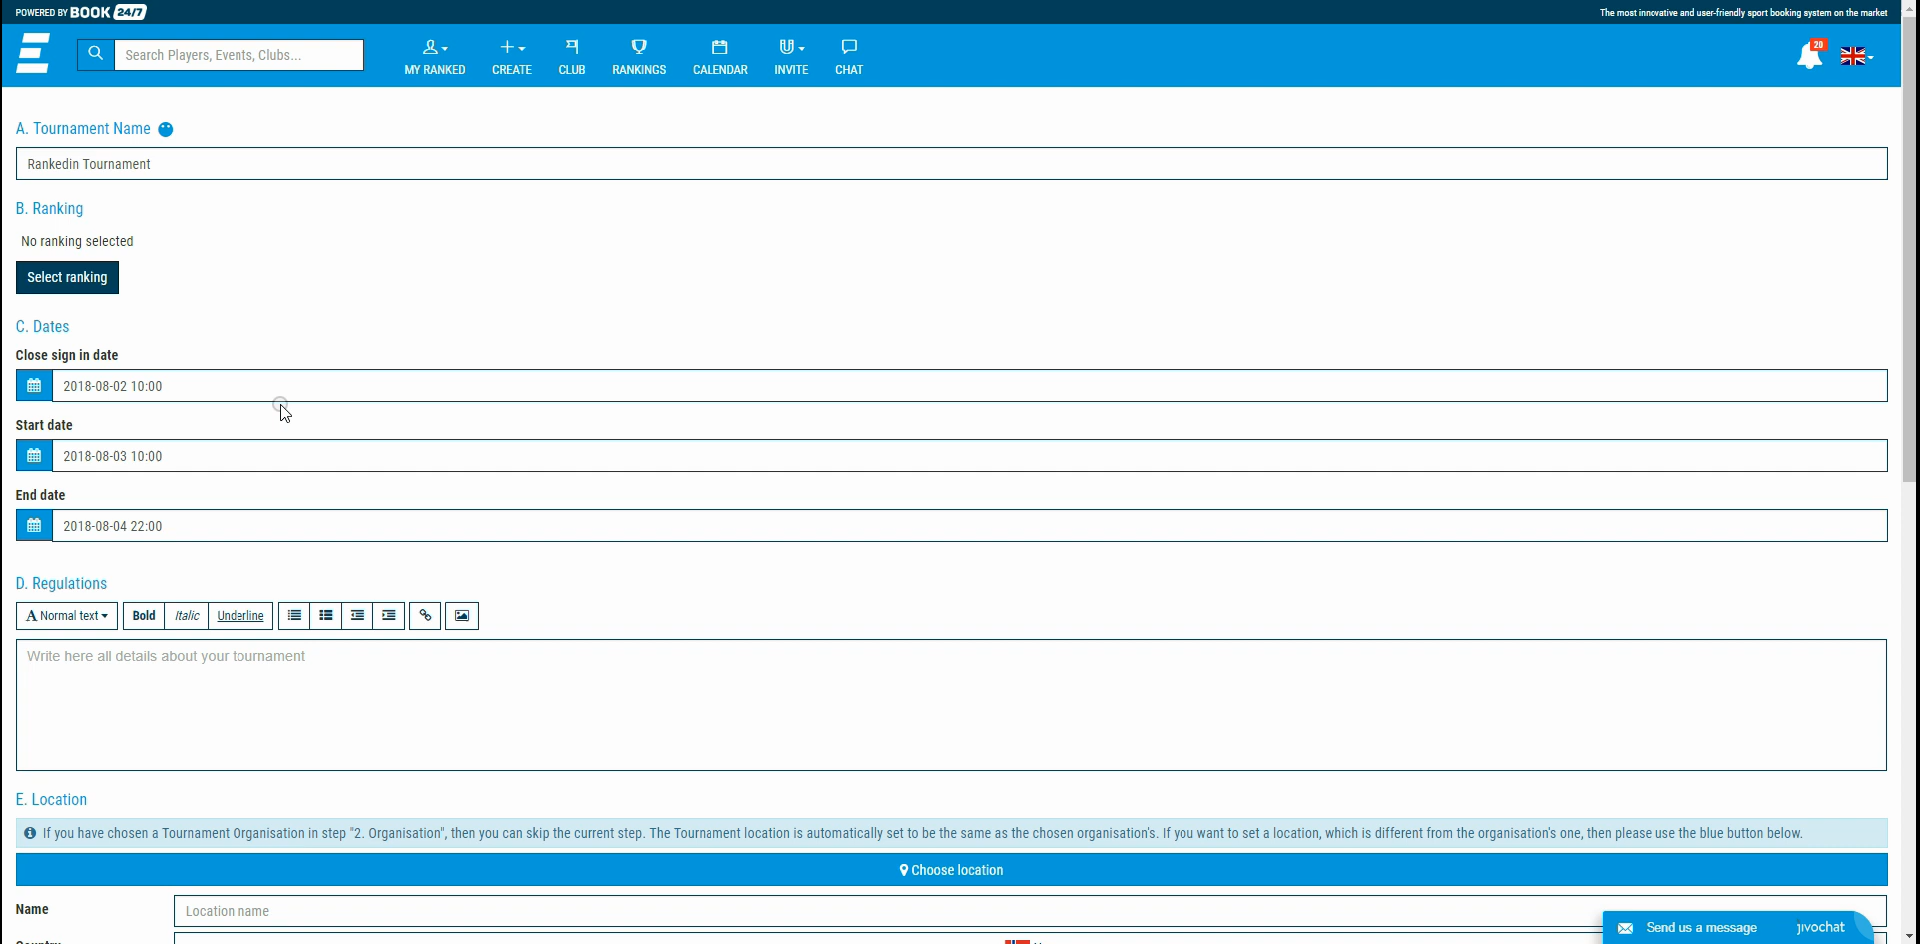 POWERED BY BOOK 24/7
The most innovative and user-friendly sport booking system on the market
Search Players, Events, Clubs...
MY RANKED
CREATE
CLUB
RANKINGS
CALENDAR
INVITE
CHAT
20
A. Tournament Name
Rankedin Tournament
B. Ranking
No ranking selected
Select ranking
C. Dates
Close sign in date
2018-08-02 10:00
Start date
2018-08-03 10:00
End date
2018-08-04 22:00
D. Regulations
A Normal text
Bold
Italic
Underline
Write here all details about your tournament
E. Location
If you have chosen a Tournament Organisation in step "2. Organisation", then you can skip the current step. The Tournament location is automatically set to be the same as the chosen organisation's. If you want to set a location, which is different from the organisation's one, then please use the blue button below.
Choose location
Name
Location name
Send us a message
jivochat